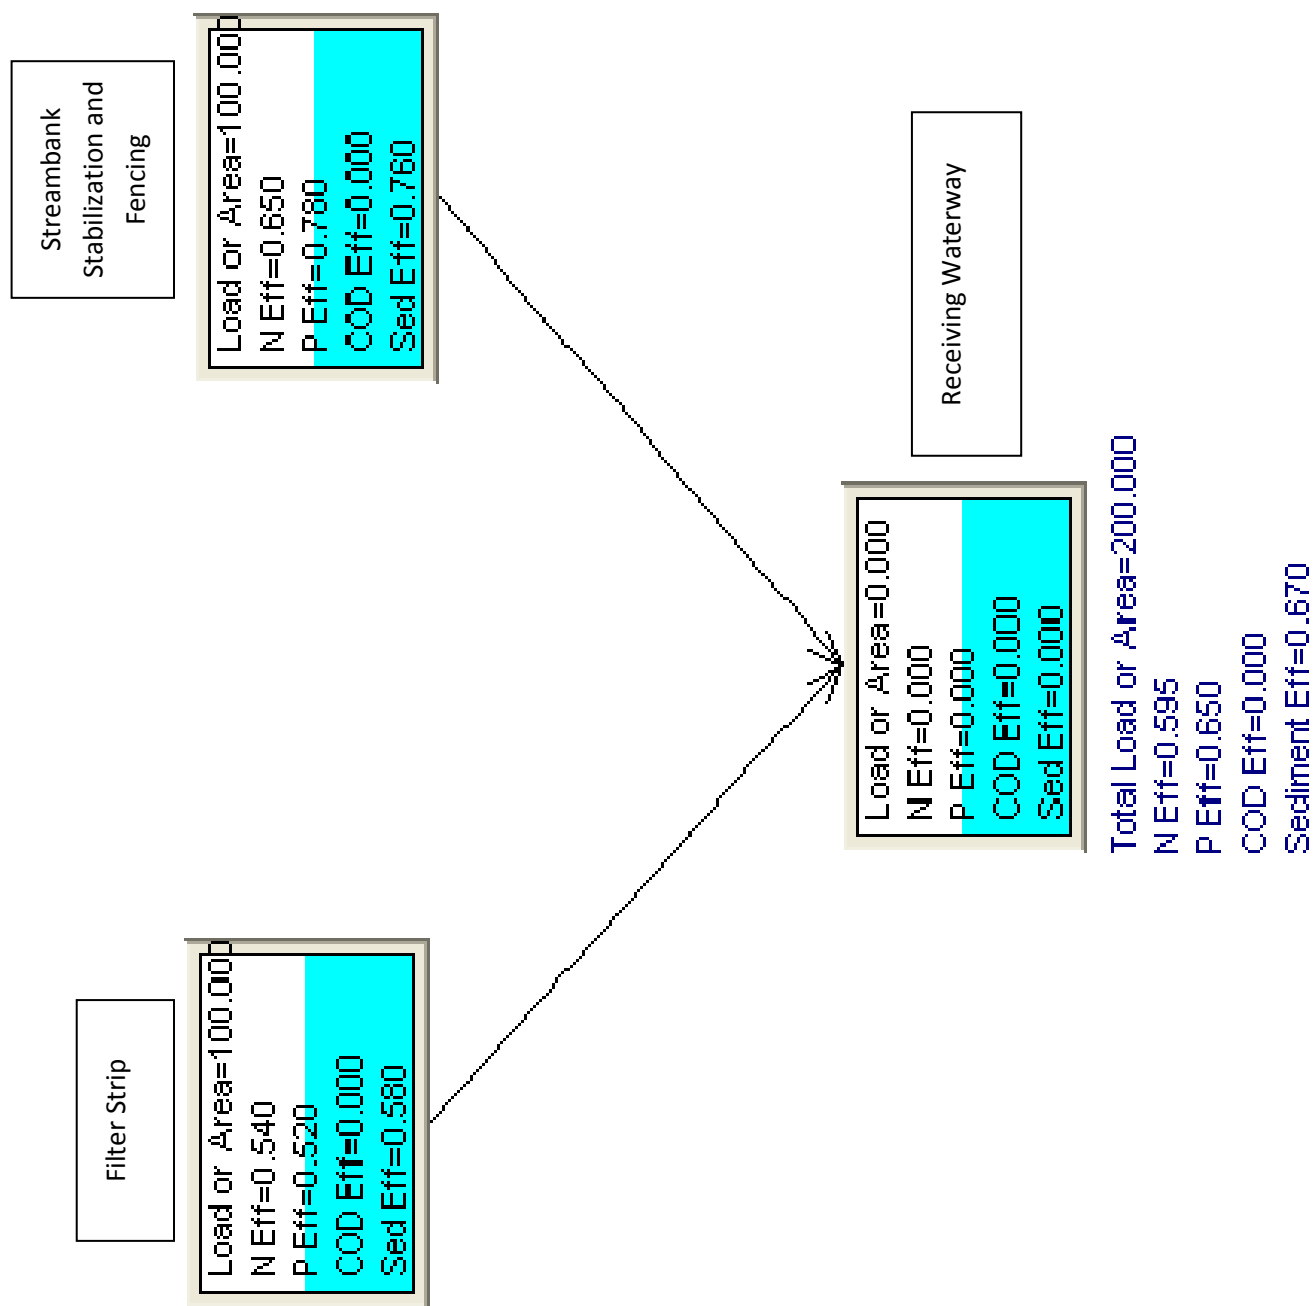 Filter Strip
Load or Area=100.000
N Eff=0.540
P Eff=0.520
COD Eff=0.000
Sed Eff=0.580
Streambank
Stabilization and
Fencing
Load or Area=100.000
N Eff=0.650
P Eff=0.780
COD Eff=0.000
Sed Eff=0.760
Load or Area=0.000
N Eff=0.000
P Eff=0.000
COD Eff=0.000
Sed Eff=0.000
Receiving Waterway
Total Load or Area=200.000
N Eff=0.595
P Eff=0.650
COD Eff=0.000
Sediment Eff=0.670